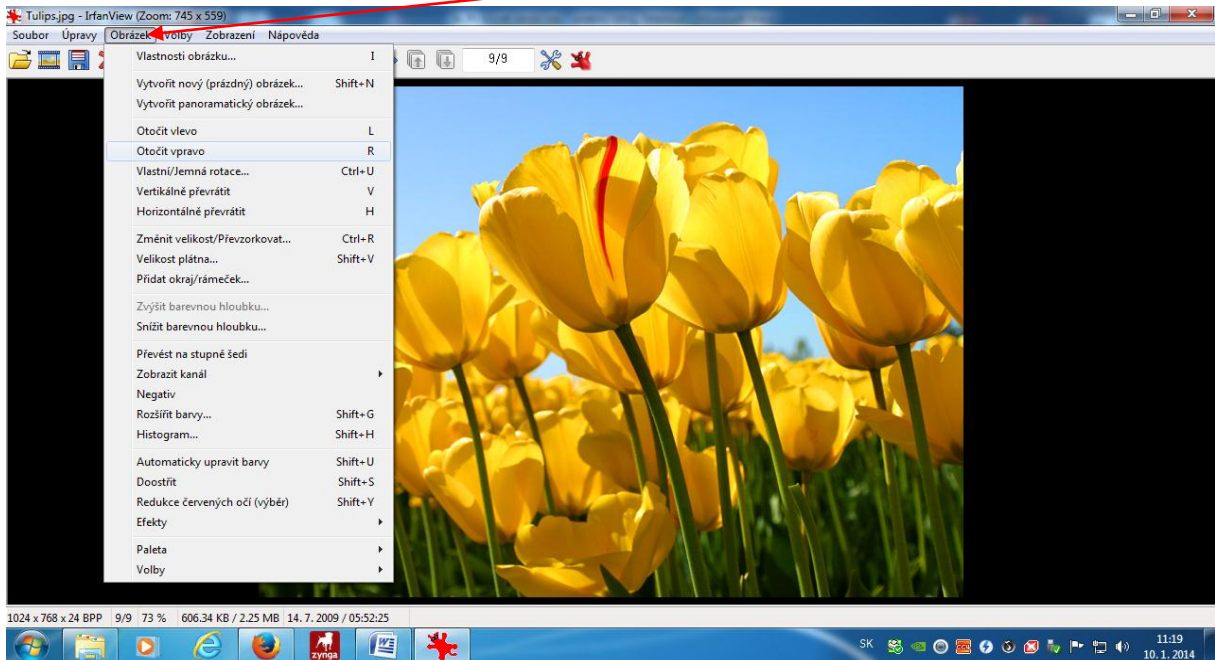 Tulips.jpg - IrfanView (Zoom: 745 x 559)
Soubor Úpravy Obrázek Volby Zobrazení Nápověda
9/9
Vlastnosti obrázku... I
Vytvořit nový (prázdný) obrázek... Shift+N
Vytvořit panoramatický obrázek...
Otočit vlevo L
Otočit vpravo R
Vlastní/Jemná rotace... Ctrl+U
Vertikálně převrátit V
Horizontálně převrátit H
Změnit velikost/Převzorkovat... Ctrl+R
Velikost plátna... Shift+V
Přidat okraj/rámeček...
Zvýšit barevnou hloubku...
Snížit barevnou hloubku...
Převést na stupně šedi
Zobrazit kanál
Negativ
Rozšířit barvy... Shift+G
Histogram... Shift+H
Automaticky upravit barvy Shift+U
Doostřit Shift+S
Redukce červených očí (výběr) Shift+Y
Efekty
Paleta
Volby
1024 x 768 x 24 BPP 9/9 73 % 606.34 KB / 2.25 MB 14. 7. 2009 / 05:52:25
zynga
SK
11:19
10. 1. 2014